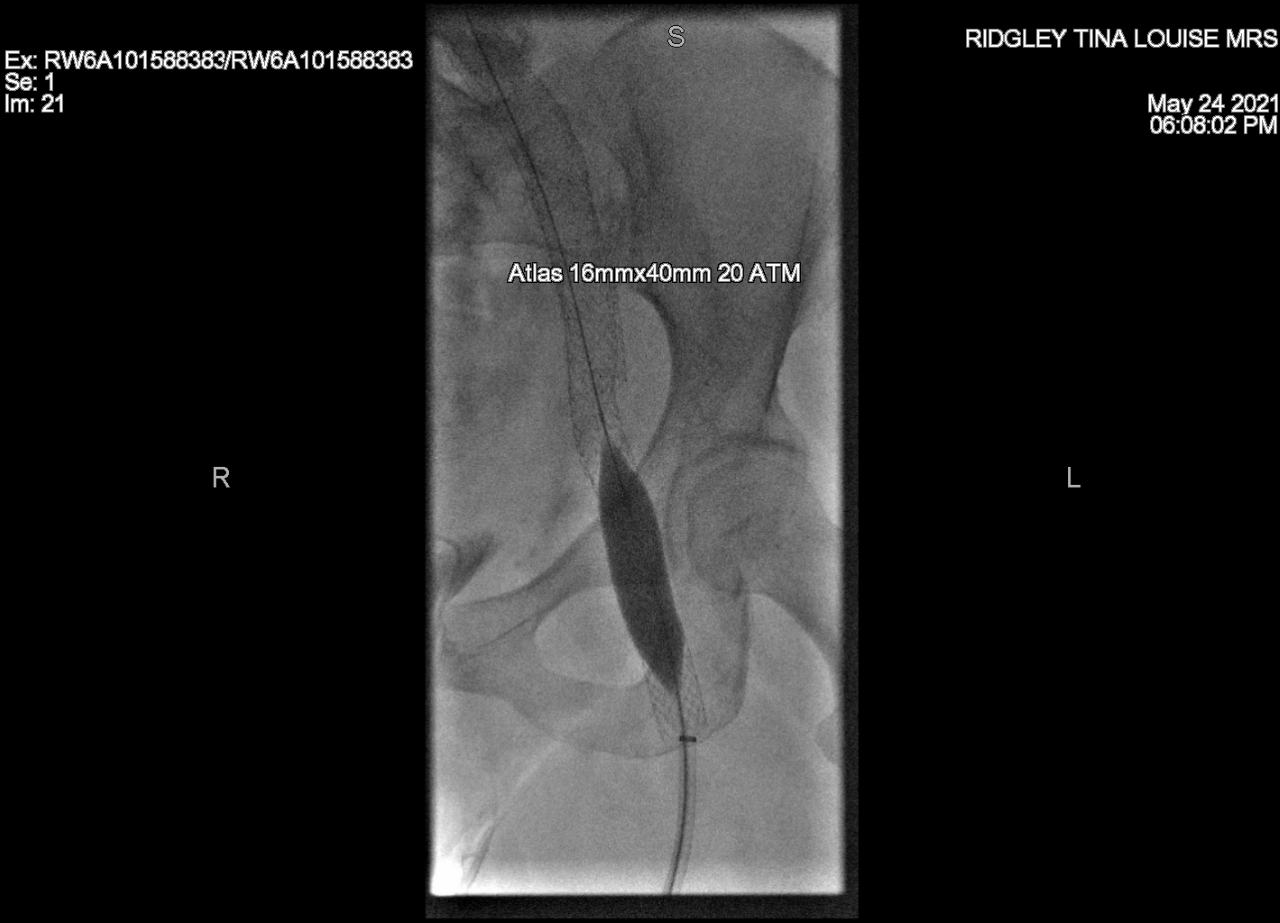 Ex: RW6A101588383/RW6A101588383
Se: 1
Im: 21
S
RIDGLEY TINA LOUISE MRS
May 24 2021
06:08:02 PM
Atlas 16mmx40mm 20 ATM
R
L